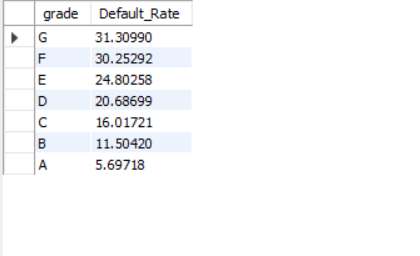 grade Default_Rate
G 31.30990
F 30.25292
E 24.80258
D 20.68699
C 16.01721
B 11.50420
A 5.69718